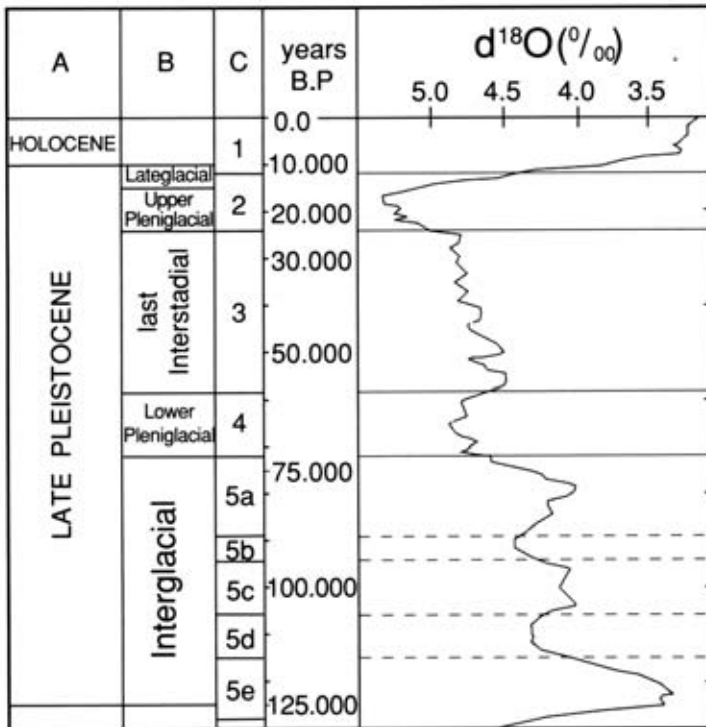 A
B
C
years
B.P
d¹⁸O(⁰/₀₀)
5.0 4.5 4.0 3.5
HOLOCENE
LATE PLEISTOCENE
Lateglacial
Upper
Pleniglacial
last
Interstadial
Lower
Pleniglacial
Interglacial
1
2
3
4
5a
5b
5c
5d
5e
0.0
10.000
20.000
30.000
50.000
75.000
100.000
125.000